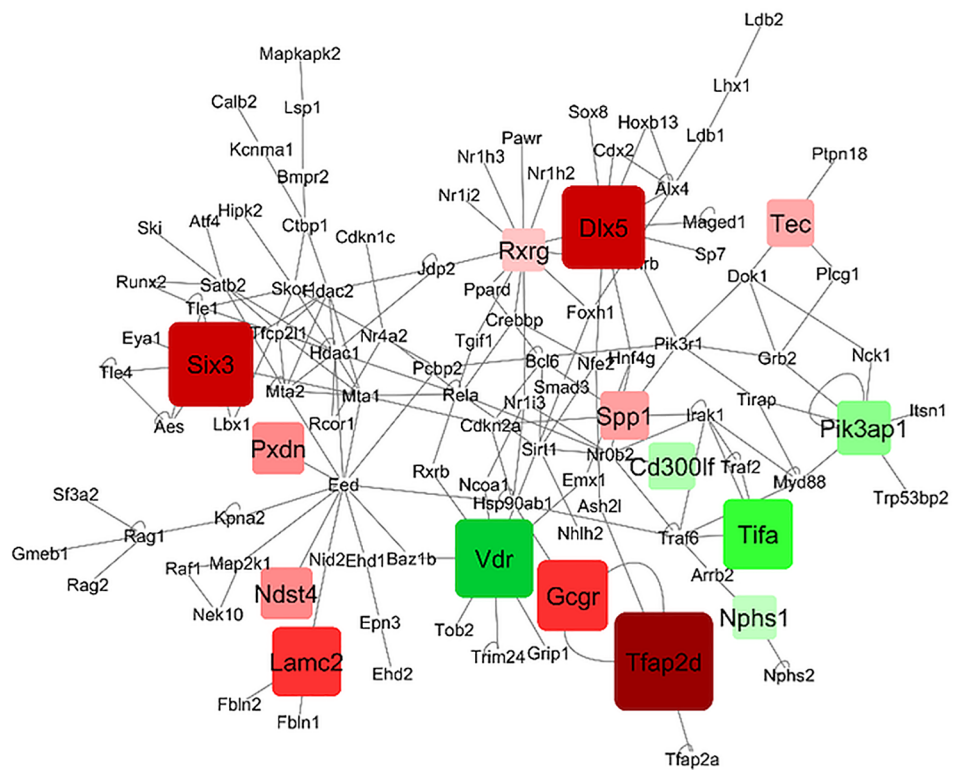 Ldb2
Mapkapk2
Lhx1
Calb2
Lsp1
Sox8
Hoxb13
Ldb1
Pawr
Kcnma1
Cdx2
Ptpn18
Nr1h3
Bmpr2
Nr1h2
Alx4
Nr1i2
Hipk2
Atf4
Ski
Ctbp1
Cdkn1c
Dlx5
Maged1
Tec
Rxrg
Sp7
Jdp2
Dok1
Plcg1
Runx2
Satb2
Hdac2
Ppard
Tle1
Foxh1
Crebbp
Eya1
Tfcp2l1
Nr4a2
Tgif1
Pik3r1
Hdac1
Six3
Pcbp2
Bcl6
Nfe2
Hnf4g
Grb2
Nck1
Tle4
Mta2
Mta1
Rela
Smad3
Nr1i3
Tirap
Itsn1
Aes
Lbx1
Rcor1
Cdkn2a
Spp1
Irak1
Pik3ap1
Pxdn
Sirt1
Nr0b2
Cd300lf
Traf2
Rxrb
Emx1
Myd88
Eed
Ncoa1
Sf3a2
Hsp90ab1
Ash2l
Trp53bp2
Kpna2
Rag1
Nhlh2
Traf6
Tifa
Gmeb1
Nid2
Ehd1
Baz1b
Vdr
Raf1
Map2k1
Arrb2
Rag2
Ndst4
Gcgr
Nek10
Nphs1
Epn3
Tob2
Trim24
Grip1
Lamc2
Tfap2d
Ehd2
Nphs2
Fbln2
Fbln1
Tfap2a